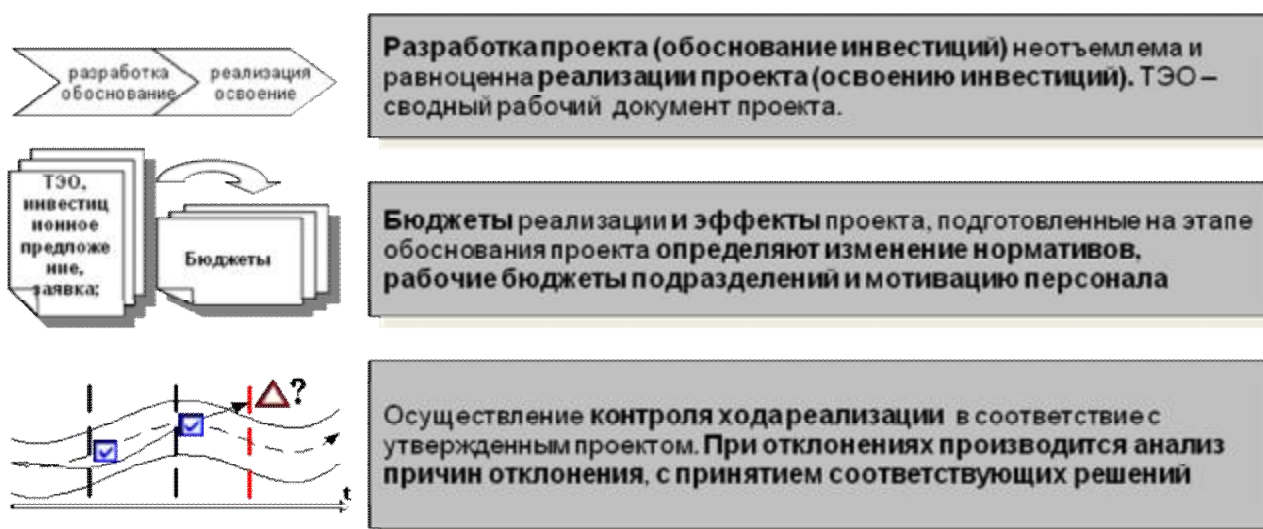 разработка
обоснование
реализация
освоение
Разработка проекта (обоснование инвестиций) неотъемлема и
равноценна реализации проекта (освоению инвестиций). ТЭО –
сводный рабочий документ проекта.
ТЭО,
инвестиц
ионное
предложе
ние,
заявка;
Бюджеты
Бюджеты реализации и эффекты проекта, подготовленные на этапе
обоснования проекта определяют изменение нормативов,
рабочие бюджеты подразделений и мотивацию персонала
?
t
Осуществление контроля хода реализации в соответствие с
утвержденным проектом. При отклонениях производится анализ
причин отклонения, с принятием соответствующих решений